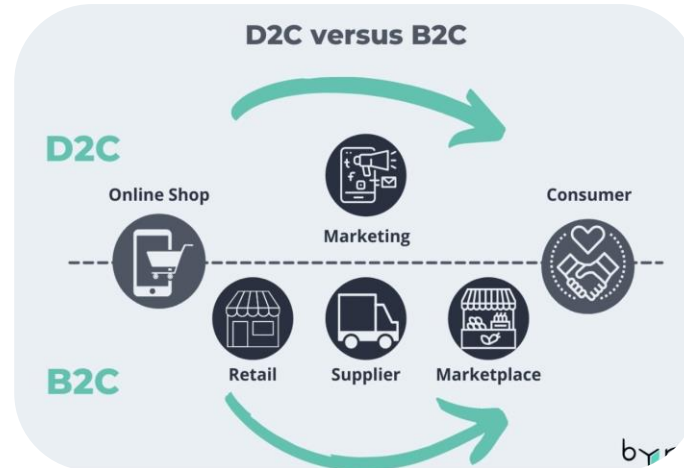 D2C versus B2C
D2C
Online Shop
Consumer
Marketing
Retail
Supplier
Marketplace
B2C